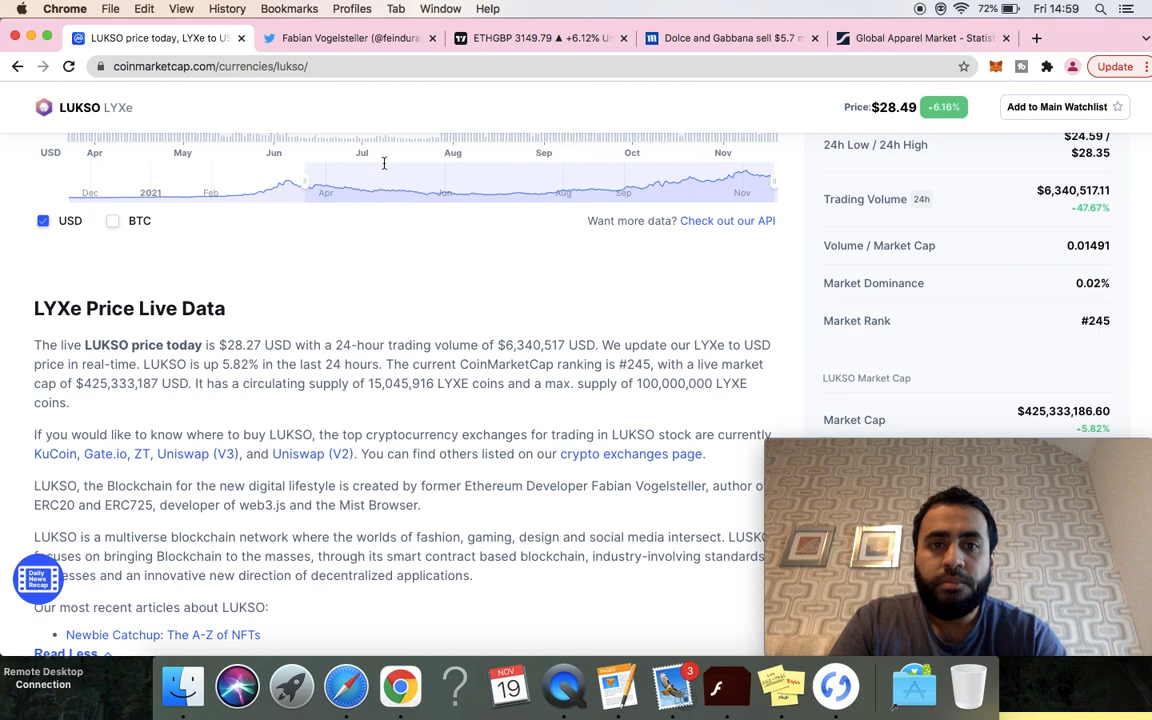 Chrome File Edit View History Bookmarks Profiles Tab Window Help 72% Fri 14:59
LUKSO price today, LYXe to US Fabian Vogelsteller (@feindura ETHGBP 3149.79 ▲ +6.12% Un Dolce and Gabbana sell $5.7 m Global Apparel Market - Statist
coinmarketcap.com/currencies/lukso/ Update
LUKSO LYXe Price: $28.49 6.16% Add to Main Watchlist
USD Apr May Jun Jul Aug Sep Oct Nov
Dec 2021 Feb Apr Jun Aug Sep Nov
USD BTC Want more data? Check out our API
LYXe Price Live Data
The live LUKSO price today is $28.27 USD with a 24-hour trading volume of $6,340,517 USD. We update our LYXe to USD
price in real-time. LUKSO is up 5.82% in the last 24 hours. The current CoinMarketCap ranking is #245, with a live market
cap of $425,333,187 USD. It has a circulating supply of 15,045,916 LYXE coins and a max. supply of 100,000,000 LYXE
coins.
If you would like to know where to buy LUKSO, the top cryptocurrency exchanges for trading in LUKSO stock are currently
KuCoin, Gate.io, ZT, Uniswap (V3), and Uniswap (V2). You can find others listed on our crypto exchanges page.
LUKSO, the Blockchain for the new digital lifestyle is created by former Ethereum Developer Fabian Vogelsteller, author o
ERC20 and ERC725, developer of web3.js and the Mist Browser.
LUKSO is a multiverse blockchain network where the worlds of fashion, gaming, design and social media intersect. LUSKO
focuses on bringing Blockchain to the masses, through its smart contract based blockchain, industry-involving standards
esses and an innovative new direction of decentralized applications.
Our most recent articles about LUKSO:
• Newbie Catchup: The A-Z of NFTs
Read Less
Daily
News
Recap
24h Low / 24h High
$24.59 /
$28.35
Trading Volume 24h
$6,340,517.11
47.67%
Volume / Market Cap 0.01491
Market Dominance 0.02%
Market Rank #245
LUKSO Market Cap
Market Cap
$425,333,186.60
5.82%
Remote Desktop
Connection
NOV
19
3